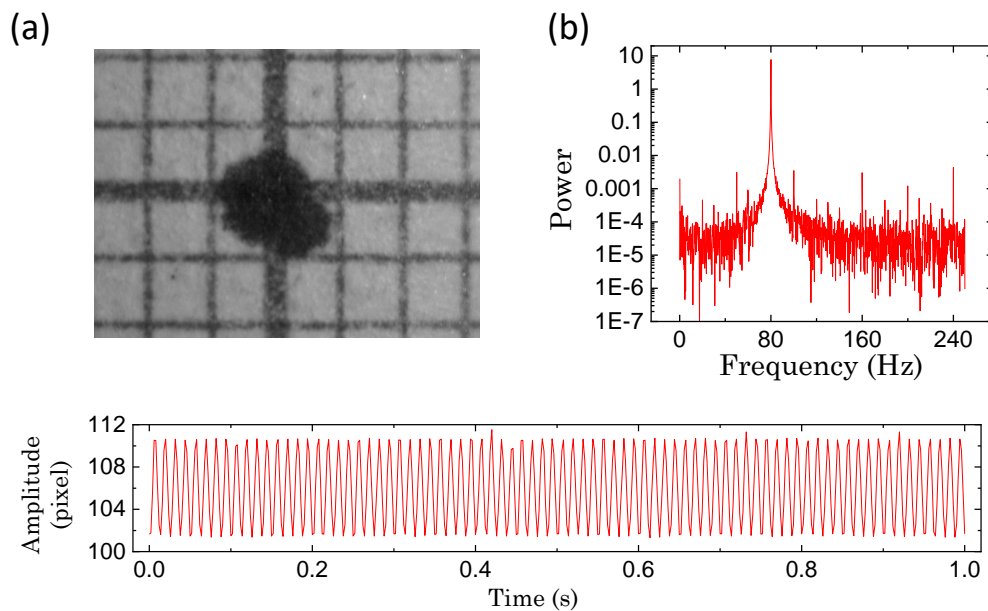 (a)
(b)
10
1
0.1
0.01
0.001
1E-4
1E-5
1E-6
1E-7
Power
0 80 160 240
Frequency (Hz)
112
108
104
100
Amplitude
(pixel)
0.0 0.2 0.4 0.6 0.8 1.0
Time (s)